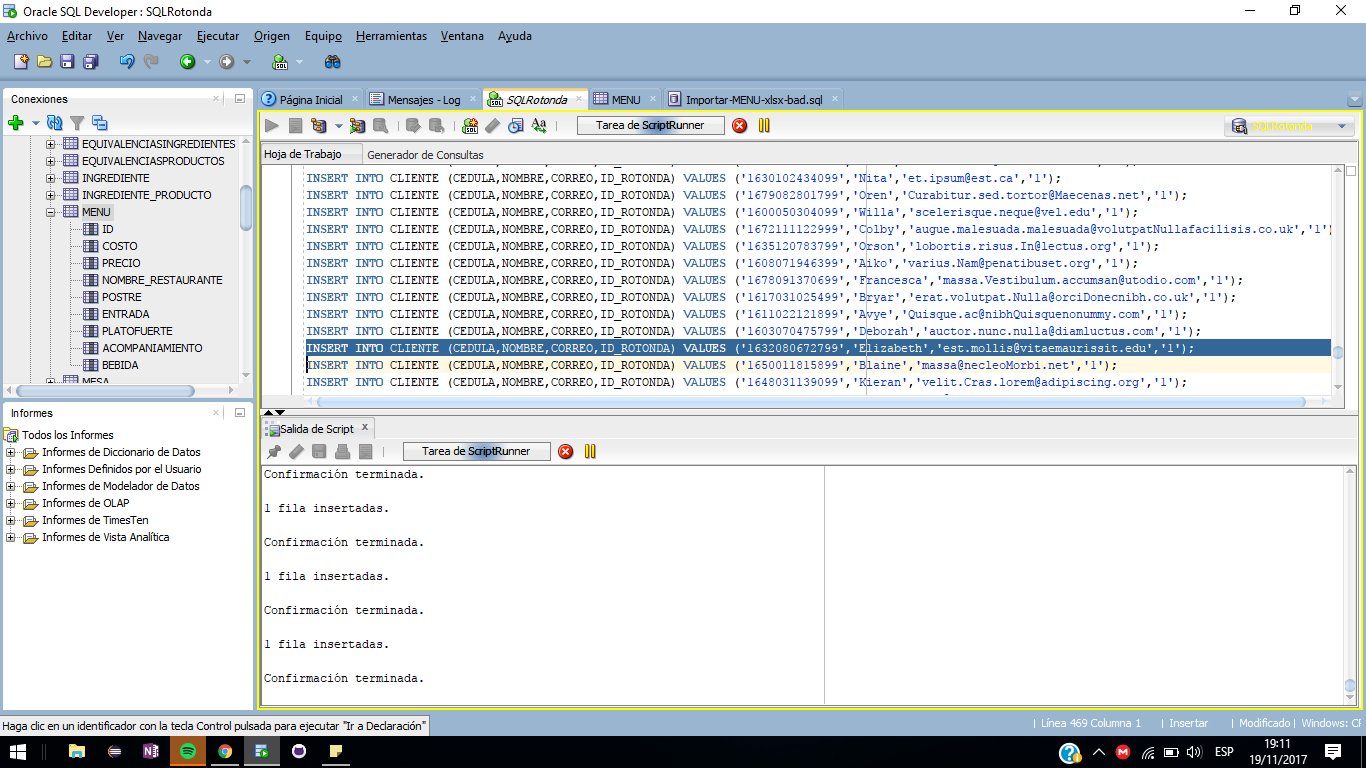 Oracle SQL Developer : SQLRotonda
Archivo Editar Ver Navegar Ejecutar Origen Equipo Herramientas Ventana Ayuda
Conexiones
EQUIVALENCIASINGREDIENTES
EQUIVALENCIASPRODUCTOS
INGREDIENTE
INGREDIENTE_PRODUCTO
MENU
ID
COSTO
PRECIO
NOMBRE_RESTAURANTE
POSTRE
ENTRADA
PLATOFUERTE
ACOMPANIAMIENTO
BEBIDA
MESA
Informes
Todos los Informes
Informes de Diccionario de Datos
Informes Definidos por el Usuario
Informes de Modelador de Datos
Informes de OLAP
Informes de TimesTen
Informes de Vista Analítica
Página Inicial Mensajes - Log SQLRotonda MENU Importar-MENU-xlsx-bad.sql
Tarea de ScriptRunner SQLRotonda
Hoja de Trabajo Generador de Consultas
INSERT INTO CLIENTE (CEDULA,NOMBRE,CORREO,ID_ROTONDA) VALUES ('1630102434099','Nita','et.ipsum@est.ca','1');
INSERT INTO CLIENTE (CEDULA,NOMBRE,CORREO,ID_ROTONDA) VALUES ('1679082801799','Oren','Curabitur.sed.tortor@Maecenas.net','1');
INSERT INTO CLIENTE (CEDULA,NOMBRE,CORREO,ID_ROTONDA) VALUES ('1600050304099','Willa','scelerisque.neque@vel.edu','1');
INSERT INTO CLIENTE (CEDULA,NOMBRE,CORREO,ID_ROTONDA) VALUES ('1672111122999','Colby','augue.malesuada.malesuada@volutpatNullafacilisis.co.uk','1')
INSERT INTO CLIENTE (CEDULA,NOMBRE,CORREO,ID_ROTONDA) VALUES ('1635120783799','Orson','lobortis.risus.In@lectus.org','1');
INSERT INTO CLIENTE (CEDULA,NOMBRE,CORREO,ID_ROTONDA) VALUES ('1608071946399','Aiko','varius.Nam@penatibuset.org','1');
INSERT INTO CLIENTE (CEDULA,NOMBRE,CORREO,ID_ROTONDA) VALUES ('1678091370699','Francesca','massa.Vestibulum.accumsan@utodio.com','1');
INSERT INTO CLIENTE (CEDULA,NOMBRE,CORREO,ID_ROTONDA) VALUES ('1617031025499','Bryar','erat.volutpat.Nulla@orciDonecnibh.co.uk','1');
INSERT INTO CLIENTE (CEDULA,NOMBRE,CORREO,ID_ROTONDA) VALUES ('1611022121899','Avye','Quisque.ac@nibhQuisquenonummy.com','1');
INSERT INTO CLIENTE (CEDULA,NOMBRE,CORREO,ID_ROTONDA) VALUES ('1603070475799','Deborah','auctor.nunc.nulla@diamluctus.com','1');
INSERT INTO CLIENTE (CEDULA,NOMBRE,CORREO,ID_ROTONDA) VALUES ('1632080672799','Elizabeth','est.mollis@vitaemaurissit.edu','1');
INSERT INTO CLIENTE (CEDULA,NOMBRE,CORREO,ID_ROTONDA) VALUES ('1650011815899','Blaine','massa@necleoMorbi.net','1');
INSERT INTO CLIENTE (CEDULA,NOMBRE,CORREO,ID_ROTONDA) VALUES ('1648031139099','Kieran','velit.Cras.lorem@adipiscing.org','1');
Salida de Script
Tarea de ScriptRunner
Confirmación terminada.
1 fila insertadas.
Confirmación terminada.
1 fila insertadas.
Confirmación terminada.
1 fila insertadas.
Confirmación terminada.
Haga clic en un identificador con la tecla Control pulsada para ejecutar "Ir a Declaración"
Línea 469 Columna 1 | Insertar | Modificado | Windows: CF
ESP
19:11
19/11/2017